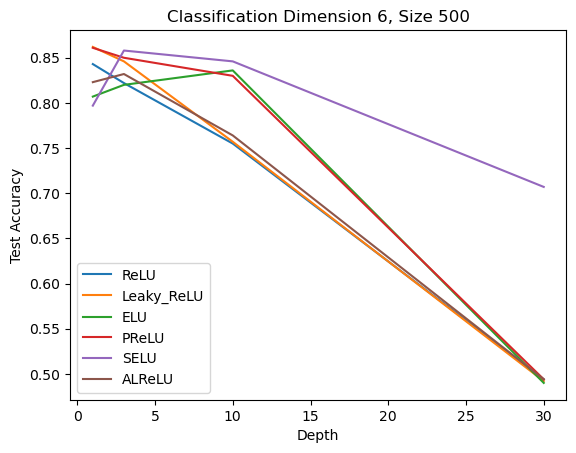 Classification Dimension 6, Size 500
Test Accuracy
0.85
0.80
0.75
0.70
0.65
0.60
0.55
0.50
ReLU
Leaky_ReLU
ELU
PReLU
SELU
ALReLU
0 5 10 15 20 25 30
Depth